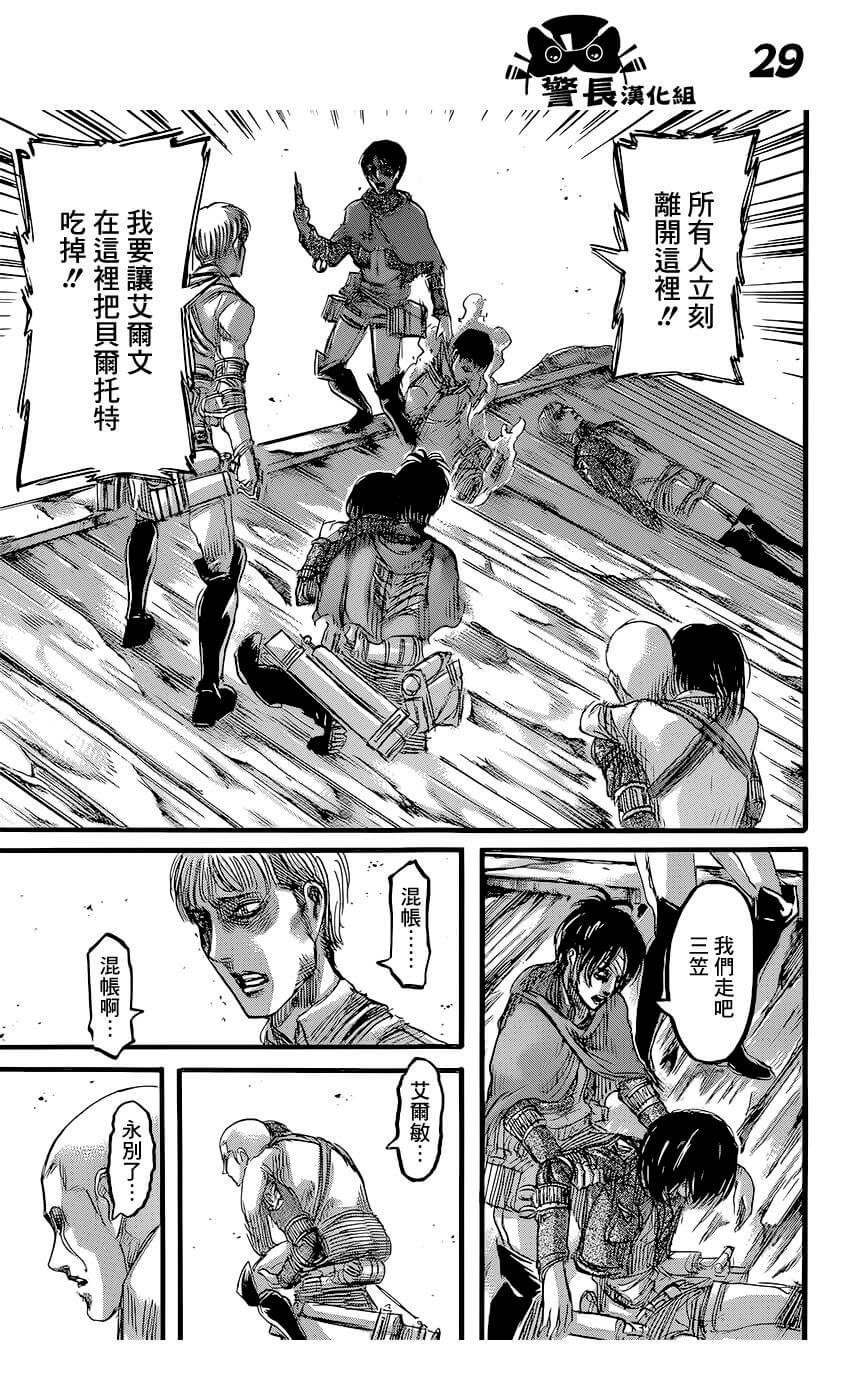 警長漢化組
29
所有人立刻
離開這裡!!
我要讓艾爾文
在這裡把貝爾托特
吃掉!!
我們走吧
三笠
混帳……
混帳啊…
艾爾敏…
永別了…